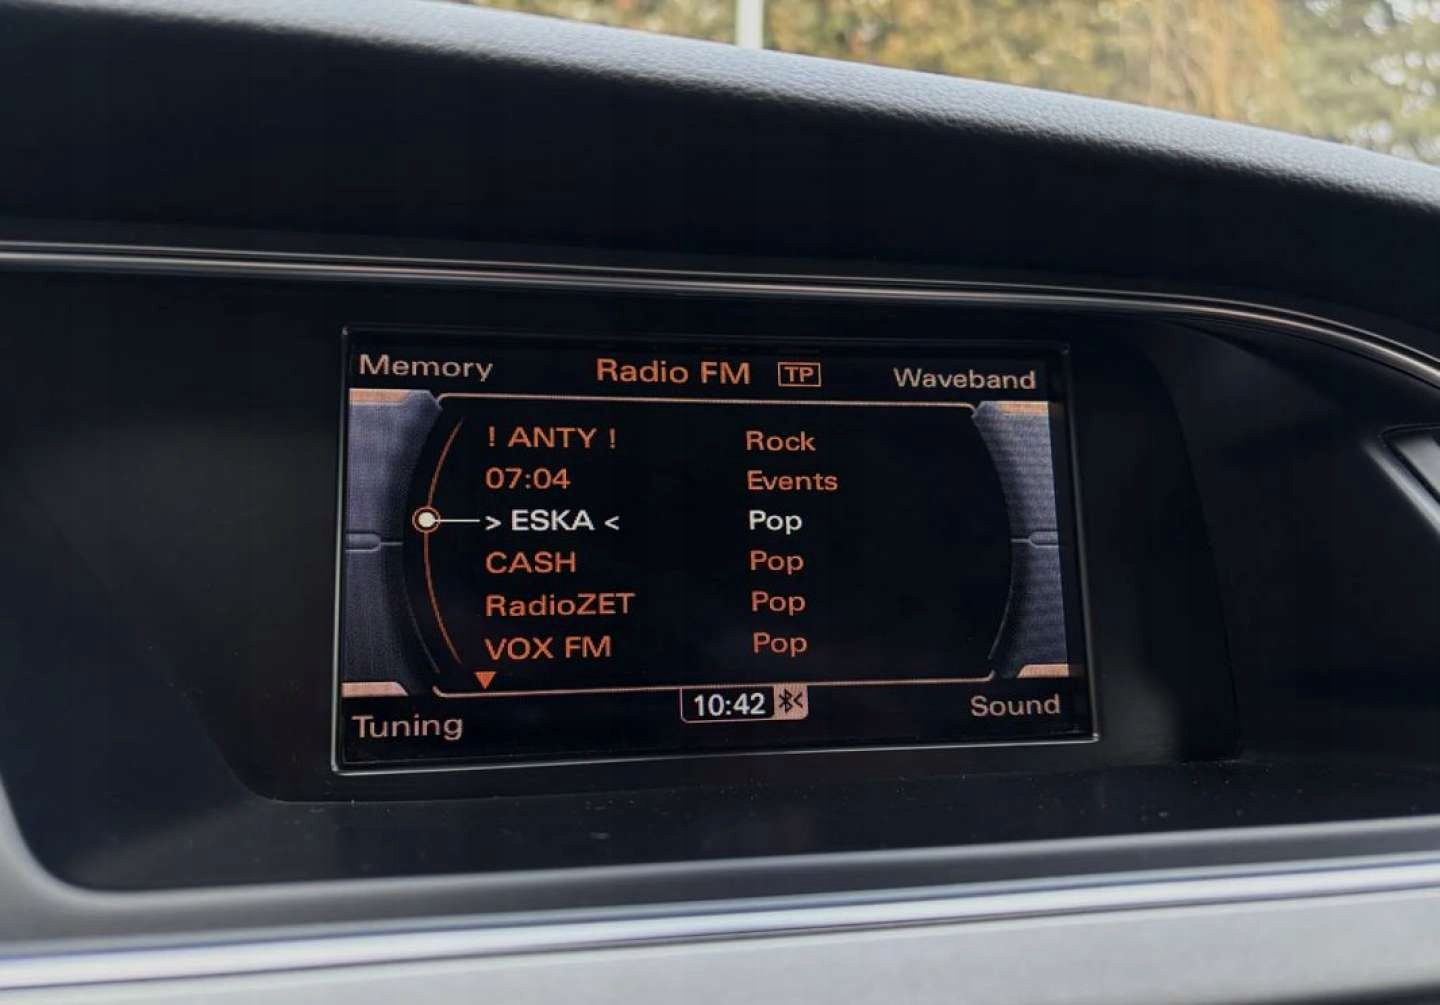 Memory Radio FM TP Waveband
! ANTY ! Rock
07:04 Events
> ESKA < Pop
CASH Pop
RadioZET Pop
VOX FM Pop
10:42
Tuning Sound